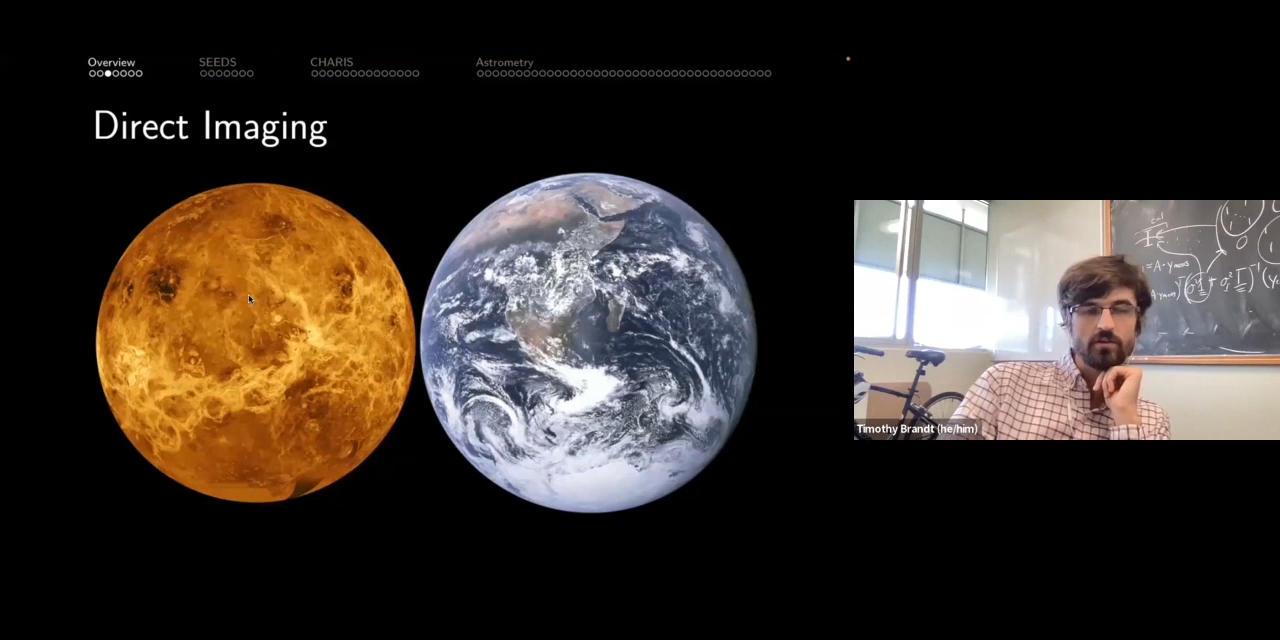 Overview SEEDS CHARIS Astrometry
Direct Imaging
Timothy Brandt (he/him)